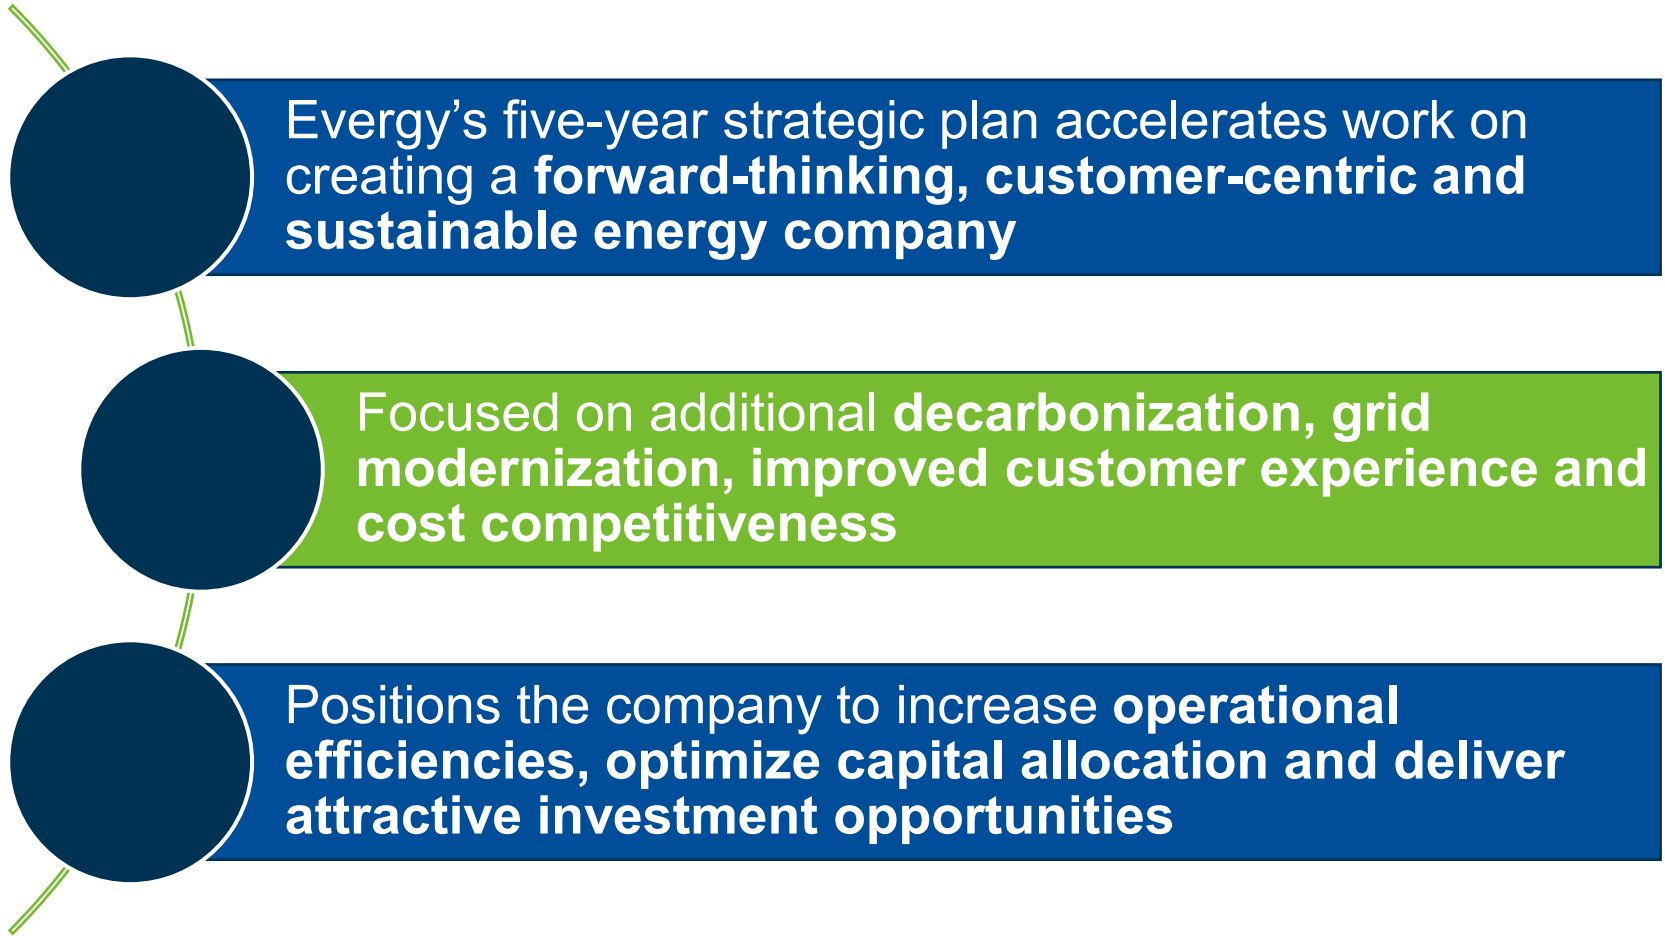 Evergy’s five-year strategic plan accelerates work on
creating a forward-thinking, customer-centric and
sustainable energy company
Focused on additional decarbonization, grid
modernization, improved customer experience and
cost competitiveness
Positions the company to increase operational
efficiencies, optimize capital allocation and deliver
attractive investment opportunities